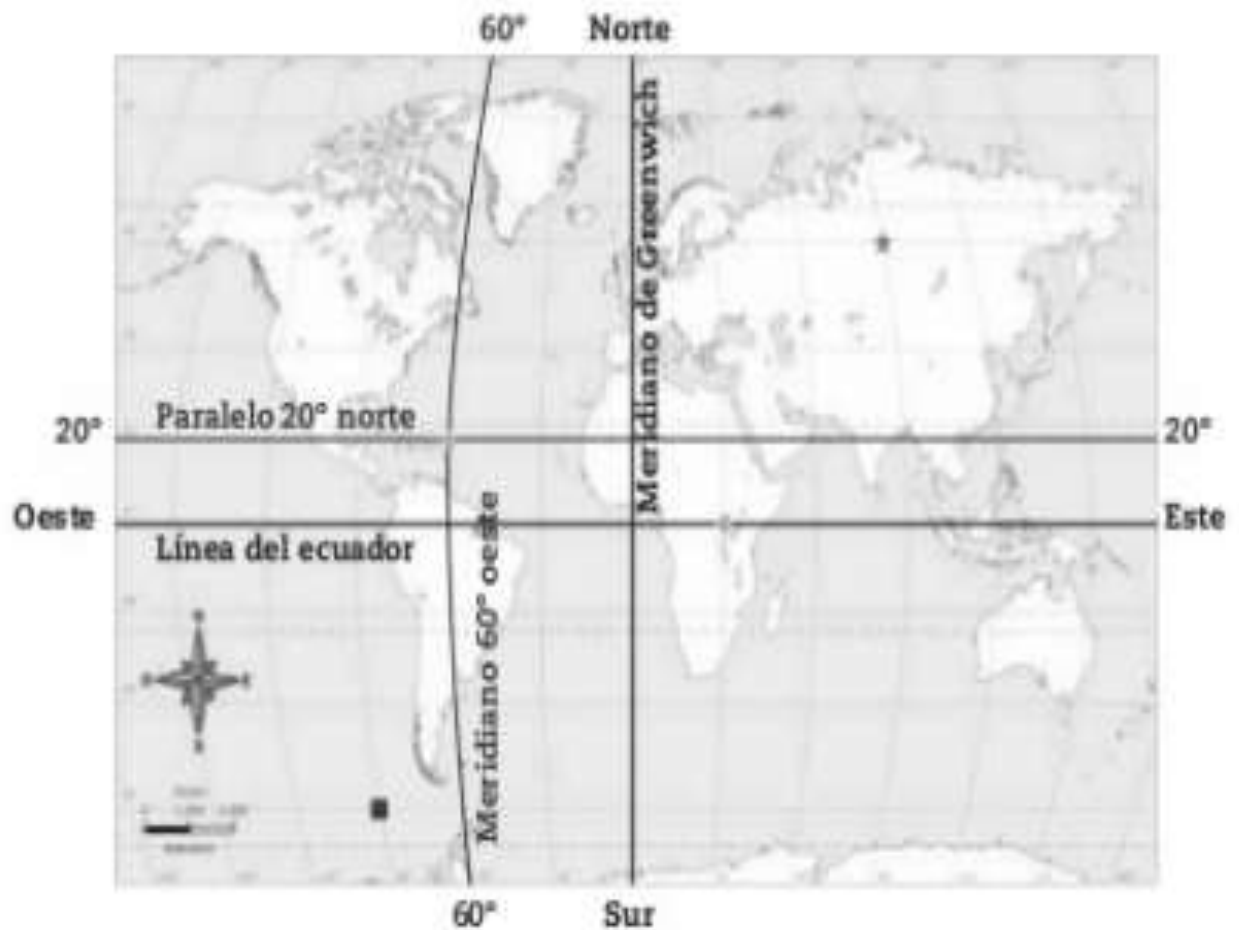 60°
Norte
Meridiano de Greenwich
Paralelo 20° norte
20°
20°
Oeste
Este
Línea del ecuador
Meridiano 60° oeste
60°
Sur